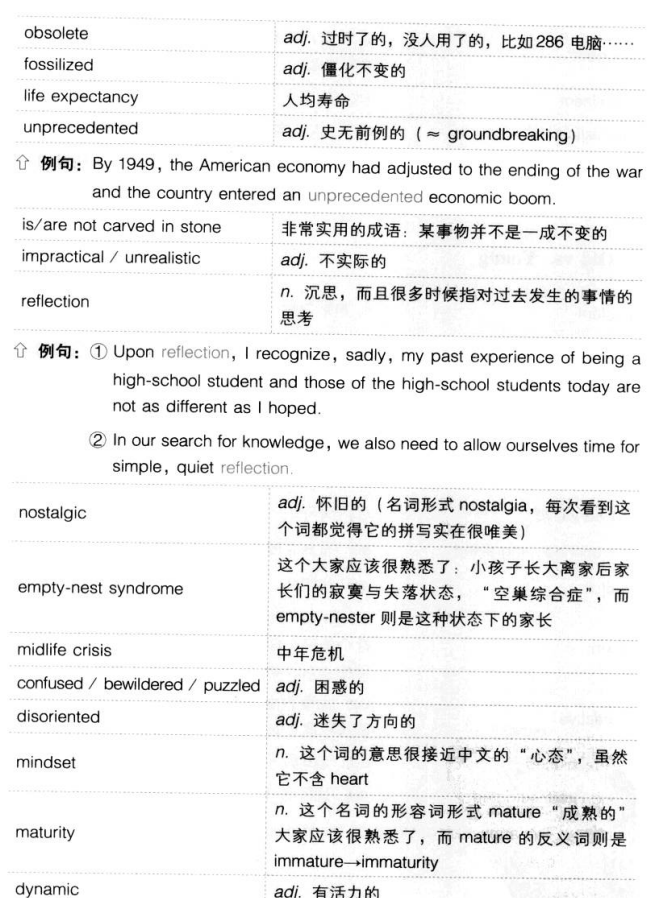 obsolete adj. 过时了的，没人用了的，比如286 电脑……
fossilized adj. 僵化不变的
life expectancy 人均寿命
unprecedented adj. 史无前例的（≈ groundbreaking）
⇧ 例句：By 1949, the American economy had adjusted to the ending of the war
and the country entered an unprecedented economic boom.
is/are not carved in stone 非常实用的成语：某事物并不是一成不变的
impractical / unrealistic adj. 不实际的
reflection n. 沉思，而且很多时候指对过去发生的事情的
思考
⇧ 例句：① Upon reflection, I recognize, sadly, my past experience of being a
high-school student and those of the high-school students today are
not as different as I hoped.
② In our search for knowledge, we also need to allow ourselves time for
simple, quiet reflection.
nostalgic adj. 怀旧的（名词形式 nostalgia，每次看到这
个词都觉得它的拼写实在很唯美）
empty-nest syndrome 这个大家应该很熟悉了：小孩子长大离家后家
长们的寂寞与失落状态，“空巢综合症”，而
empty-nester 则是这种状态下的家长
midlife crisis 中年危机
confused / bewildered / puzzled adj. 困惑的
disoriented adj. 迷失了方向的
mindset n. 这个词的意思很接近中文的“心态”，虽然
它不含 heart
maturity n. 这个名词的形容词形式 mature“成熟的”
大家应该很熟悉了，而 mature 的反义词则是
immature→immaturity
dynamic adj. 有活力的